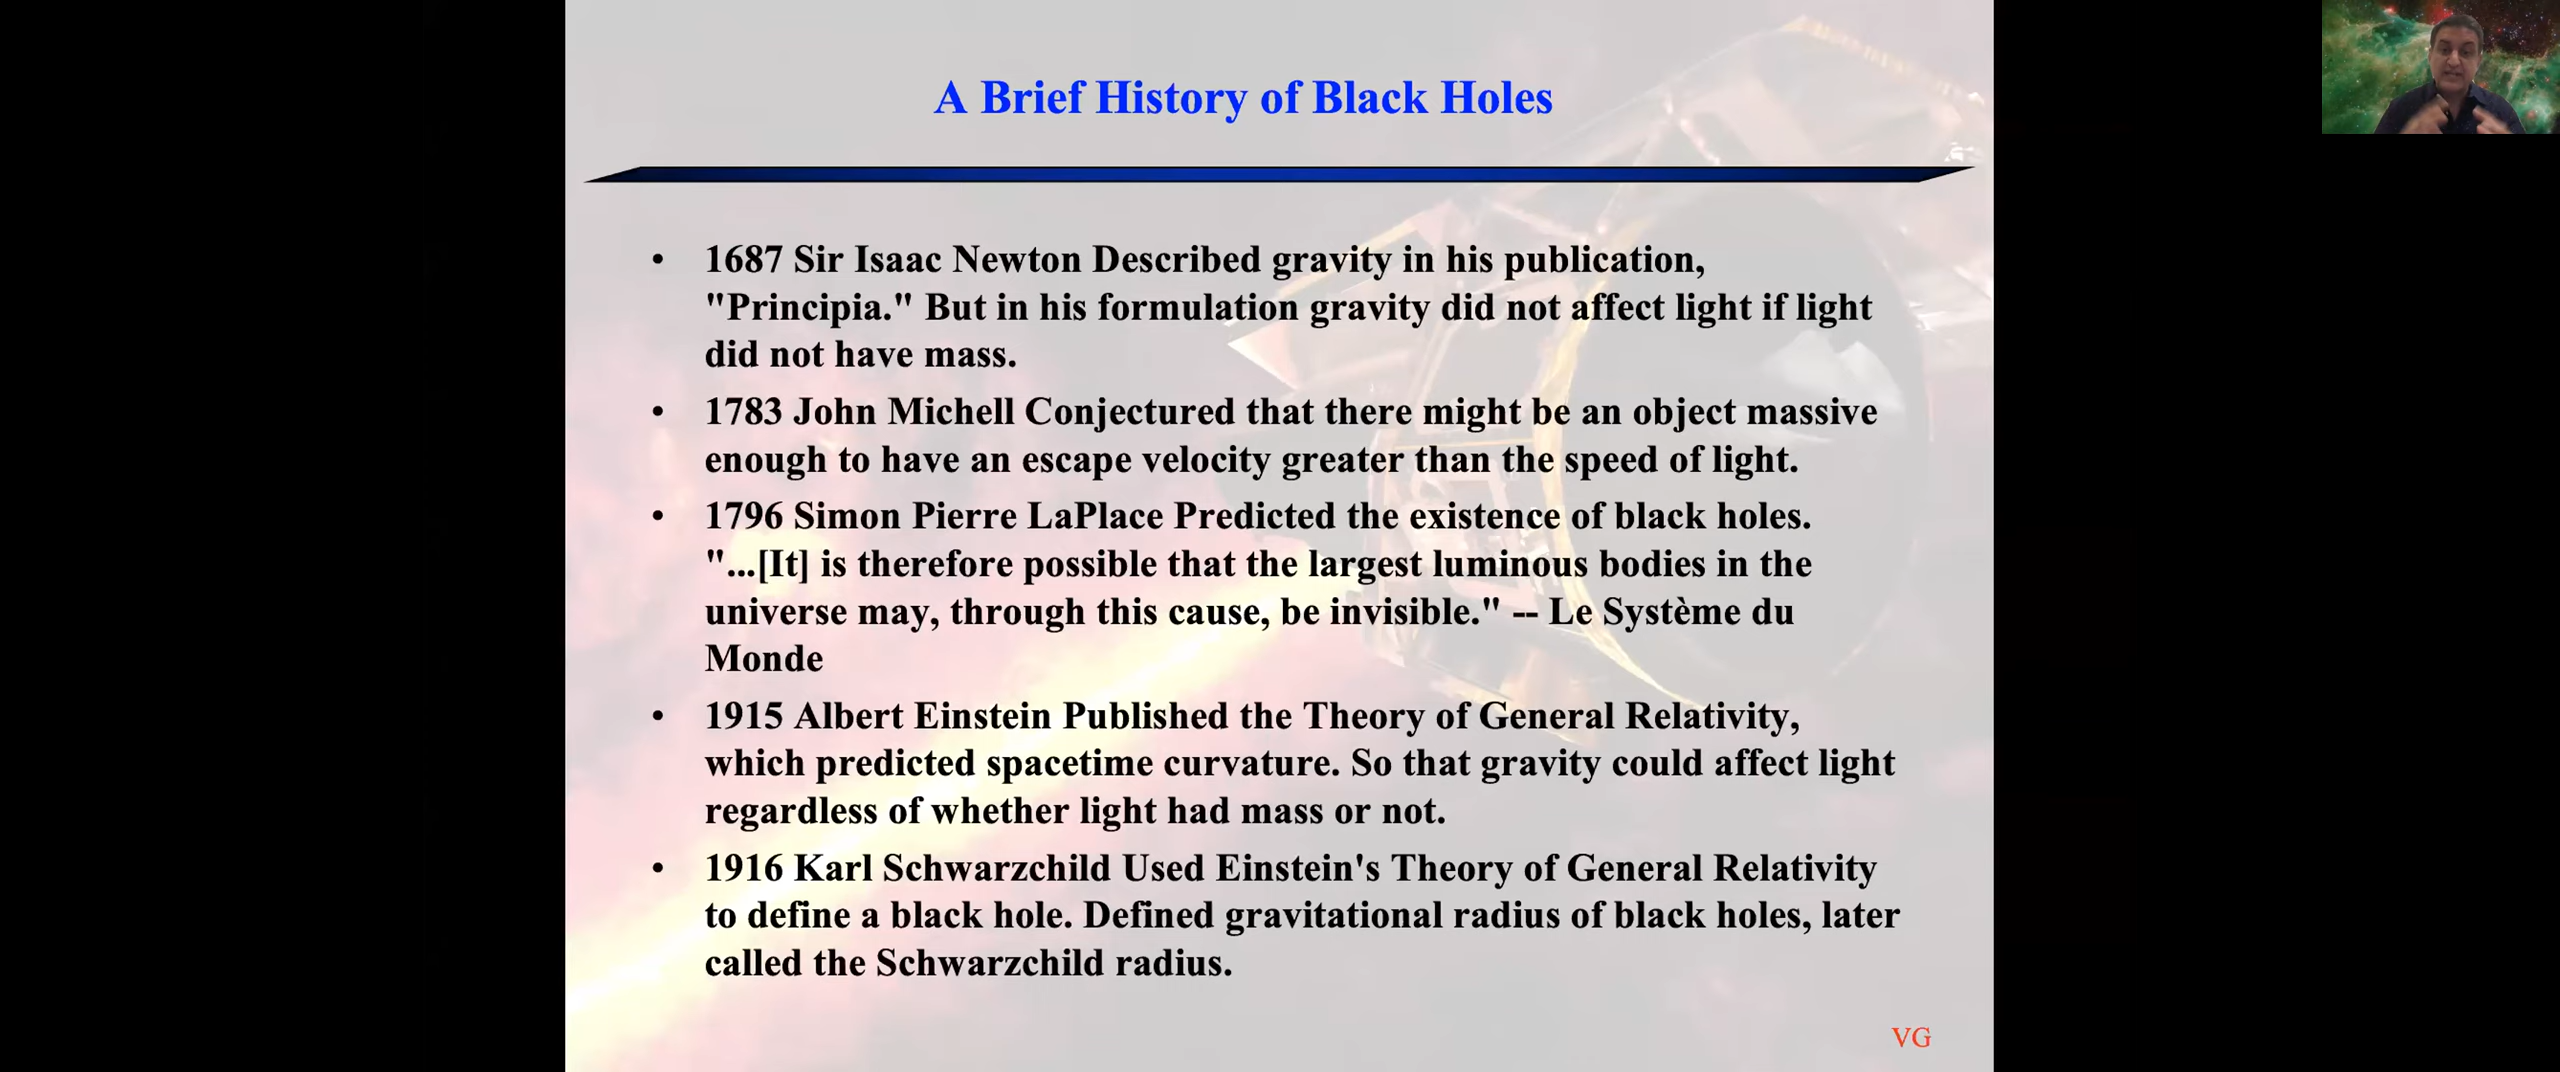 A Brief History of Black Holes
• 1687 Sir Isaac Newton Described gravity in his publication,
"Principia." But in his formulation gravity did not affect light if light
did not have mass.
• 1783 John Michell Conjectured that there might be an object massive
enough to have an escape velocity greater than the speed of light.
• 1796 Simon Pierre LaPlace Predicted the existence of black holes.
"...[It] is therefore possible that the largest luminous bodies in the
universe may, through this cause, be invisible." -- Le Système du
Monde
• 1915 Albert Einstein Published the Theory of General Relativity,
which predicted spacetime curvature. So that gravity could affect light
regardless of whether light had mass or not.
• 1916 Karl Schwarzchild Used Einstein's Theory of General Relativity
to define a black hole. Defined gravitational radius of black holes, later
called the Schwarzchild radius.
VG